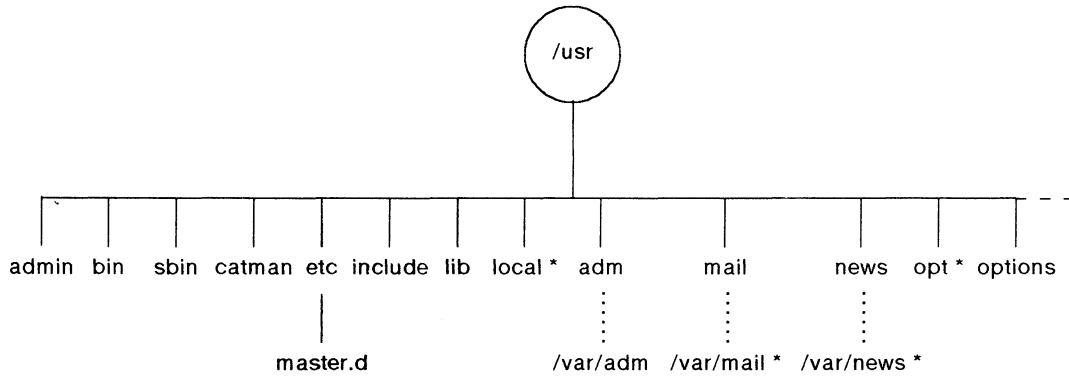 /usr
admin bin sbin catman etc include lib local * adm mail news opt * options
master.d /var/adm /var/mail * /var/news *